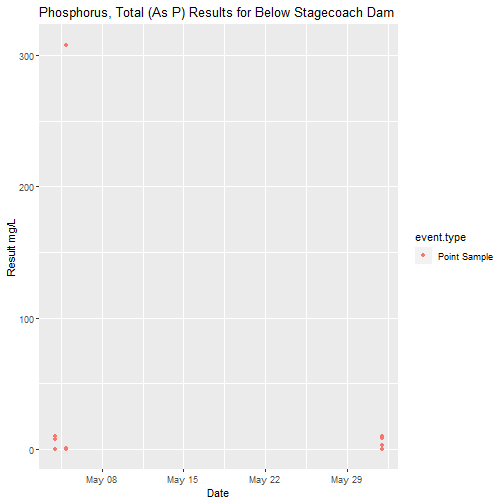 Phosphorus, Total (As P) Results for Below Stagecoach Dam
300
200
100
0
Result mg/L
May 08
May 15
May 22
May 29
Date
event.type
Point Sample